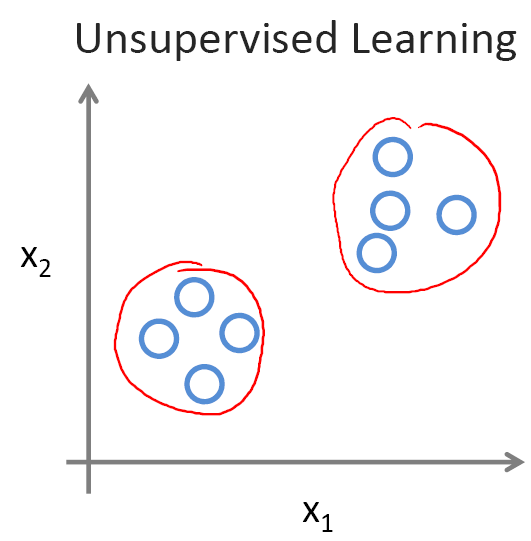 Unsupervised Learning
x₂
x₁